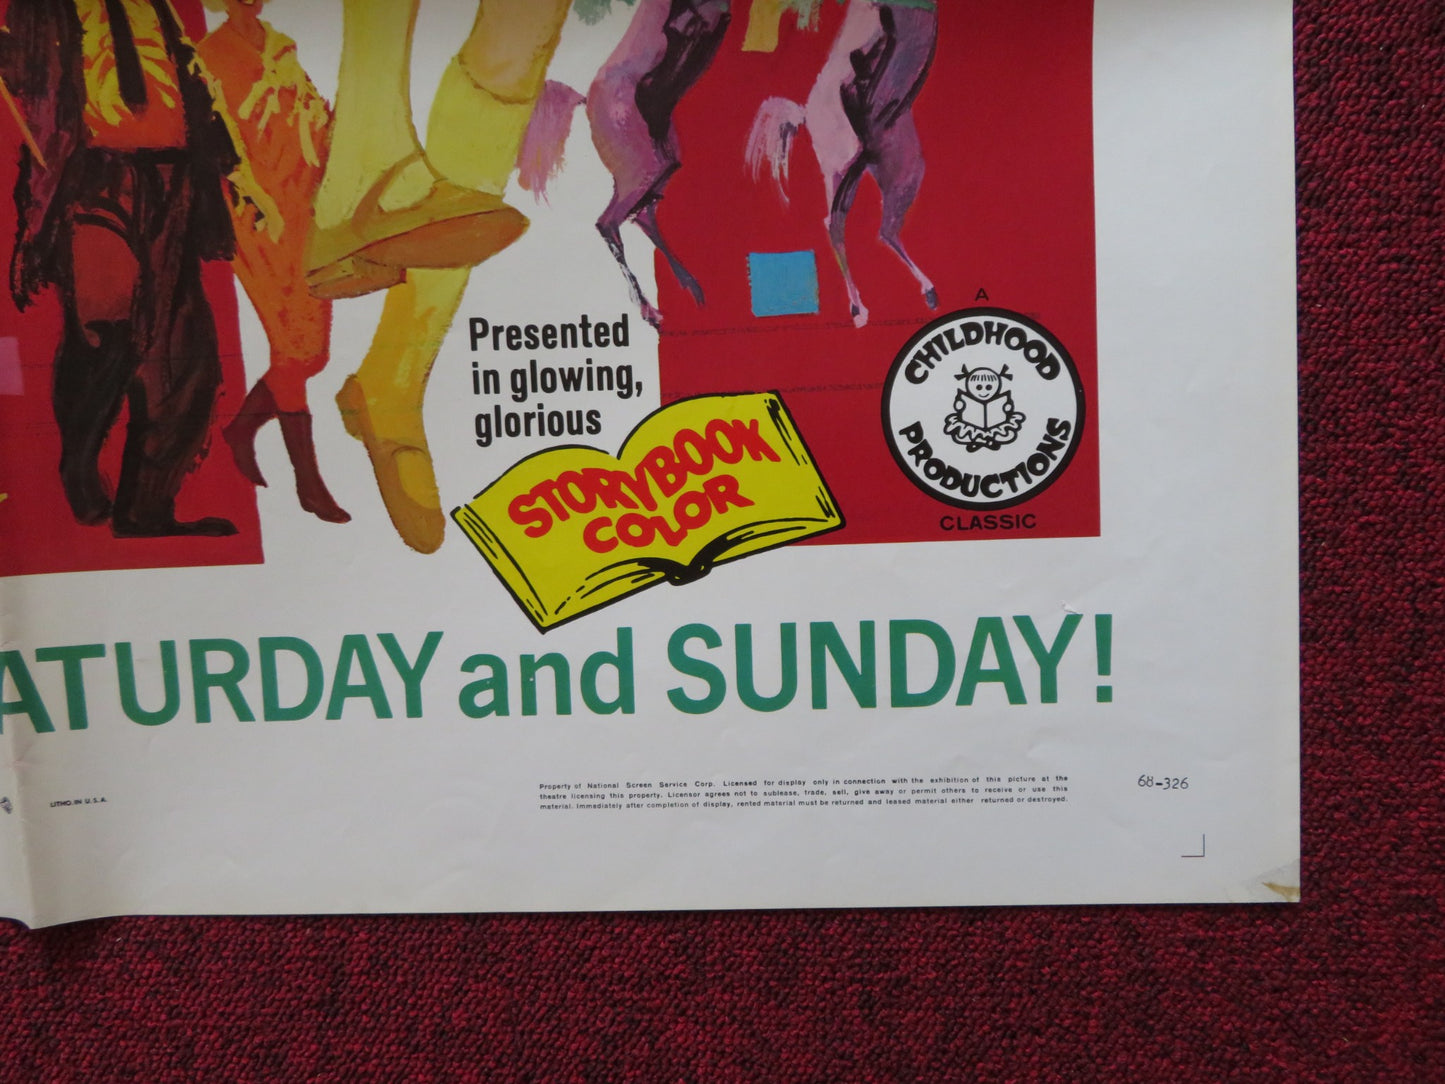 Presented
in glowing,
glorious
STORYBOOK
COLOR
A
CHILDHOOD
PRODUCTIONS
CLASSIC
ATURDAY and SUNDAY!
LITHO. IN U.S.A.
Property of National Screen Service Corp. Licensed for display only in connection with the exhibition of this picture at the
theatre licensing this property. Licensor agrees not to sublease, trade, sell, give away or permit others to receive or use this
material. Immediately after completion of display, rented material must be returned and leased material either returned or destroyed.
68-326